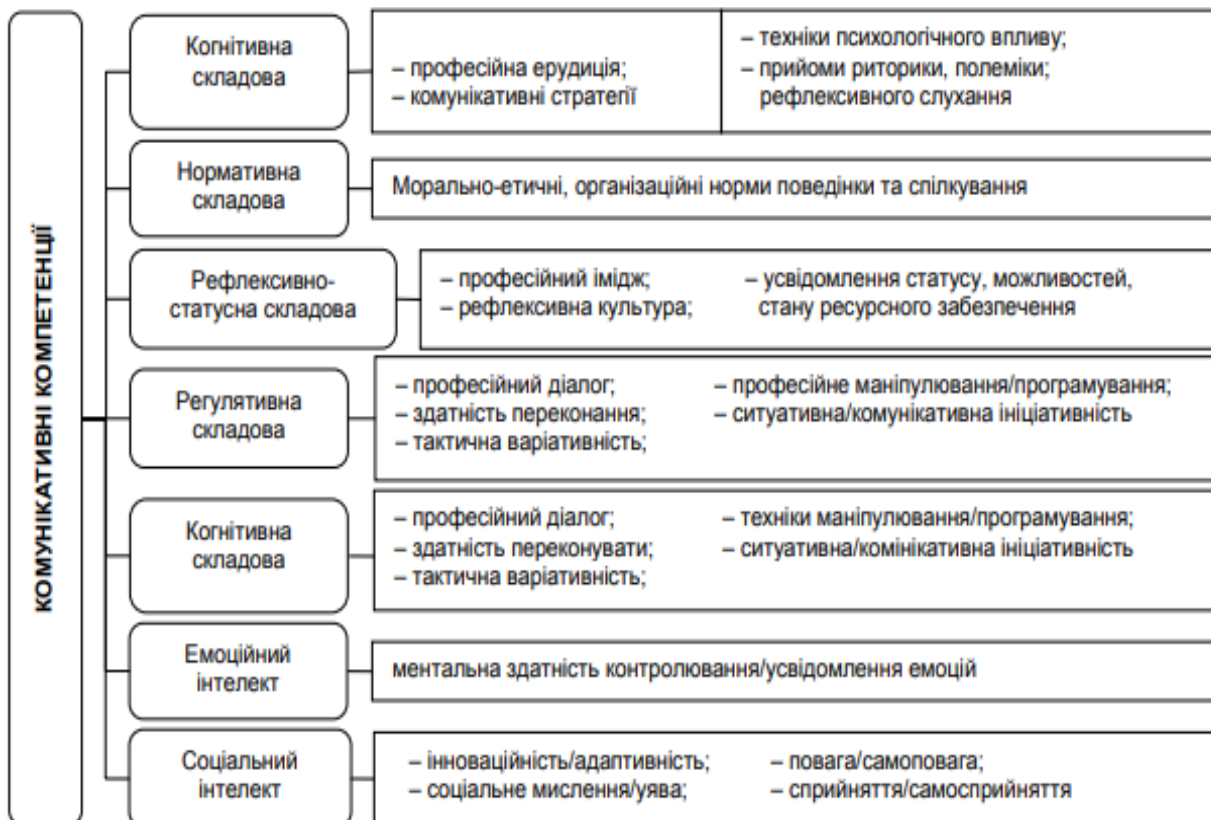 КОМУНІКАТИВНІ КОМПЕТЕНЦІЇ
Когнітивна
складова
– професійна ерудиція;
– комунікативні стратегії
– техніки психологічного впливу;
– прийоми риторики, полеміки;
рефлексивного слухання
Нормативна
складова
Морально-етичні, організаційні норми поведінки та спілкування
Рефлексивно-
статусна складова
– професійний імідж;
– рефлексивна культура;
– усвідомлення статусу, можливостей,
стану ресурсного забезпечення
Регулятивна
складова
– професійний діалог;
– здатність переконання;
– тактична варіативність;
– професійне маніпулювання/програмування;
– ситуативна/комунікативна ініціативність
Когнітивна
складова
– професійний діалог;
– здатність переконувати;
– тактична варіативність;
– техніки маніпулювання/програмування;
– ситуативна/комінікативна ініціативність
Емоційний
інтелект
ментальна здатність контролювання/усвідомлення емоцій
Соціальний
інтелект
– інноваційність/адаптивність;
– соціальне мислення/уява;
– повага/самоповага;
– сприйняття/самосприйняття